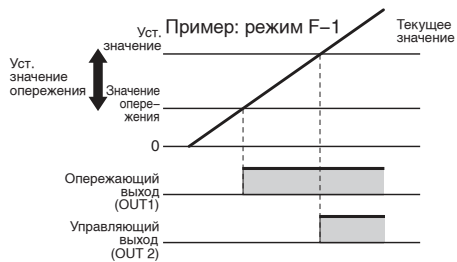 Пример: режим F−1
Текущее
значение
Уст.
значение
Уст.
значение
опережения
Значение
опере−
жения
0
Опережающий
выход
(OUT1)
Управляющий
выход
(OUT 2)